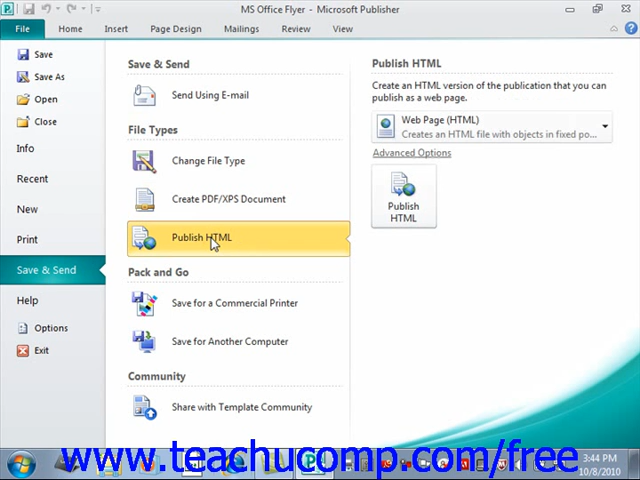 MS Office Flyer - Microsoft Publisher
File Home Insert Page Design Mailings Review View
Save
Save As
Open
Close
Info
Recent
New
Print
Save & Send
Help
Options
Exit
Save & Send
Send Using E-mail
File Types
Change File Type
Create PDF/XPS Document
Publish HTML
Pack and Go
Save for a Commercial Printer
Save for Another Computer
Community
Share with Template Community
Publish HTML
Create an HTML version of the publication that you can
publish as a web page.
Web Page (HTML)
Creates an HTML file with objects in fixed po...
Advanced Options
Publish
HTML
www.teachucomp.com/free
3:44 PM
10/8/2010